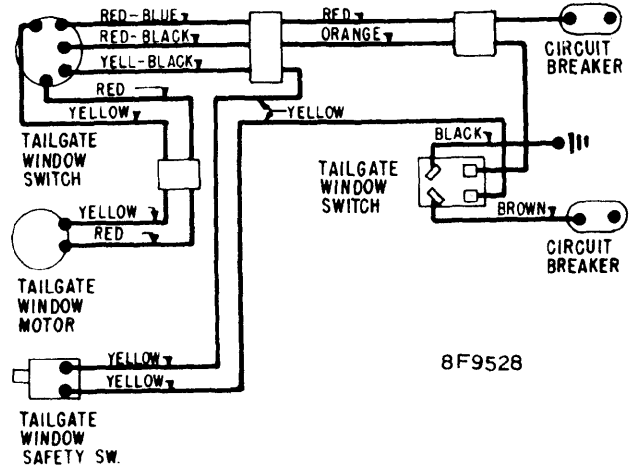 RED-BLUE
RED
RED-BLACK
ORANGE
CIRCUIT
BREAKER
YELL-BLACK
RED
YELLOW
YELLOW
TAILGATE
WINDOW
SWITCH
BLACK
TAILGATE
WINDOW
SWITCH
YELLOW
BROWN
RED
CIRCUIT
BREAKER
TAILGATE
WINDOW
MOTOR
YELLOW
YELLOW
8F9528
TAILGATE
WINDOW
SAFETY SW.